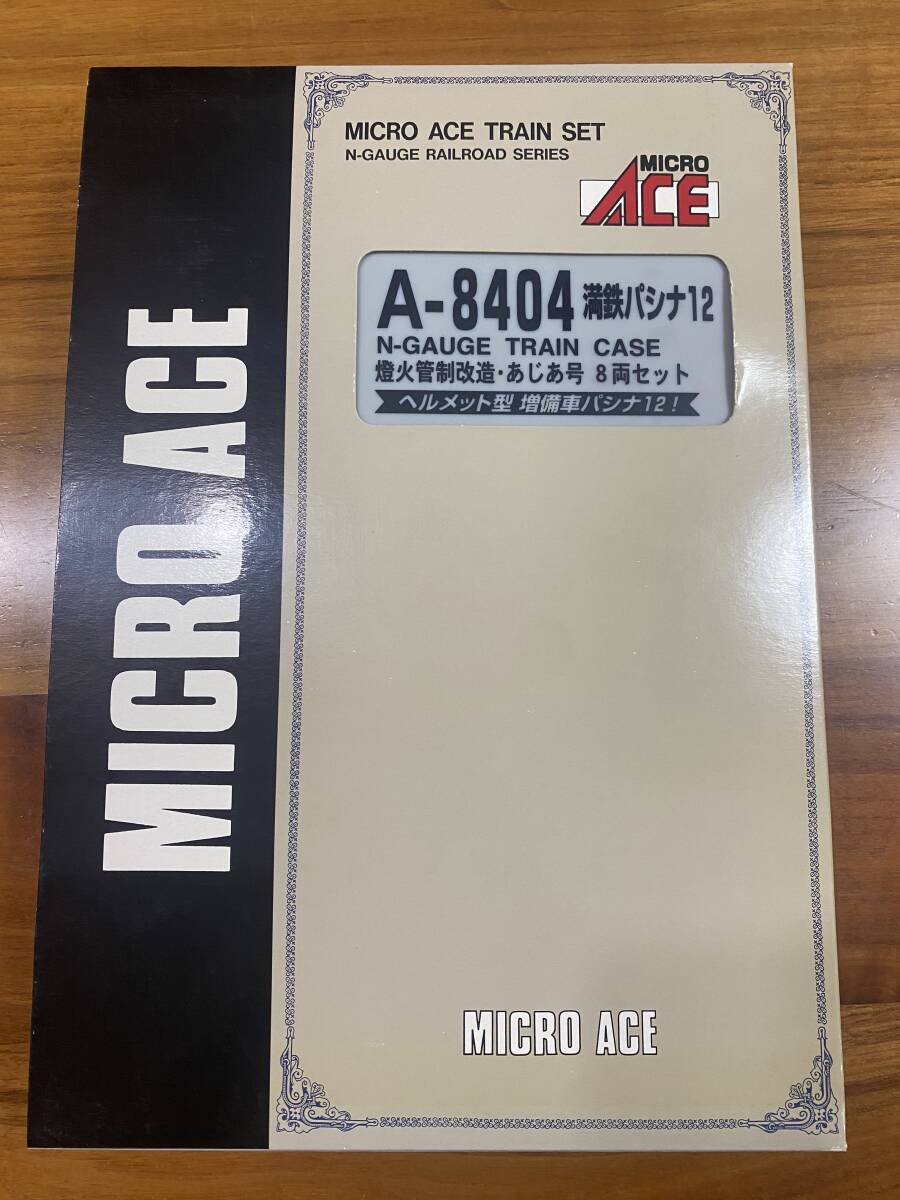 MICRO ACE TRAIN SET
N-GAUGE RAILROAD SERIES
MICRO
ACE
A-8404 満鉄パシナ12
N-GAUGE TRAIN CASE
燈火管制改造・あじあ号 8両セット
ヘルメット型 増備車パシナ12!
MICRO ACE
MICRO ACE